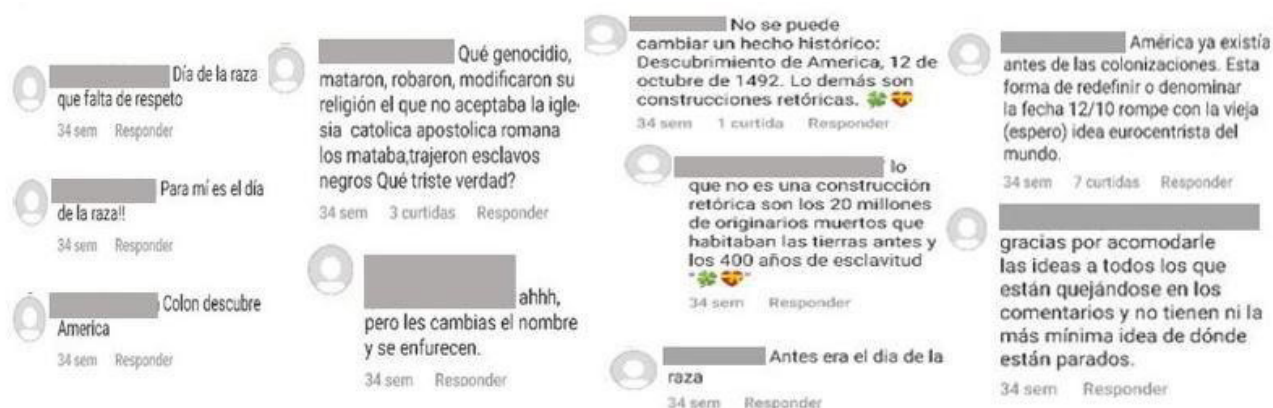 Día de la raza
que falta de respeto
34 sem Responder
Para mí es el día
de la raza!!
34 sem Responder
Colon descubre
America
34 sem Responder
Qué genocidio,
mataron, robaron, modificaron su
religión el que no aceptaba la igle-
sia catolica apostolica romana
los mataba,trajeron esclavos
negros Qué triste verdad?
34 sem 3 curtidas Responder
ahhh,
pero les cambias el nombre
y se enfurecen.
34 sem Responder
No se puede
cambiar un hecho histórico:
Descubrimiento de America, 12 de
octubre de 1492. Lo demás son
construcciones retóricas. 🍀💝
34 sem 1 curtida Responder
lo
que no es una construcción
retórica son los 20 millones
de originarios muertos que
habitaban las tierras antes y
los 400 años de esclavitud
"🍀💝"
34 sem Responder
Antes era el dia de la
raza
34 sem Responder
América ya existía
antes de las colonizaciones. Esta
forma de redefinir o denominar
la fecha 12/10 rompe con la vieja
(espero) idea eurocentrista del
mundo.
34 sem 7 curtidas Responder
gracias por acomodarle
las ideas a todos los que
están quejándose en los
comentarios y no tienen ni la
más mínima idea de dónde
están parados.
34 sem Responder